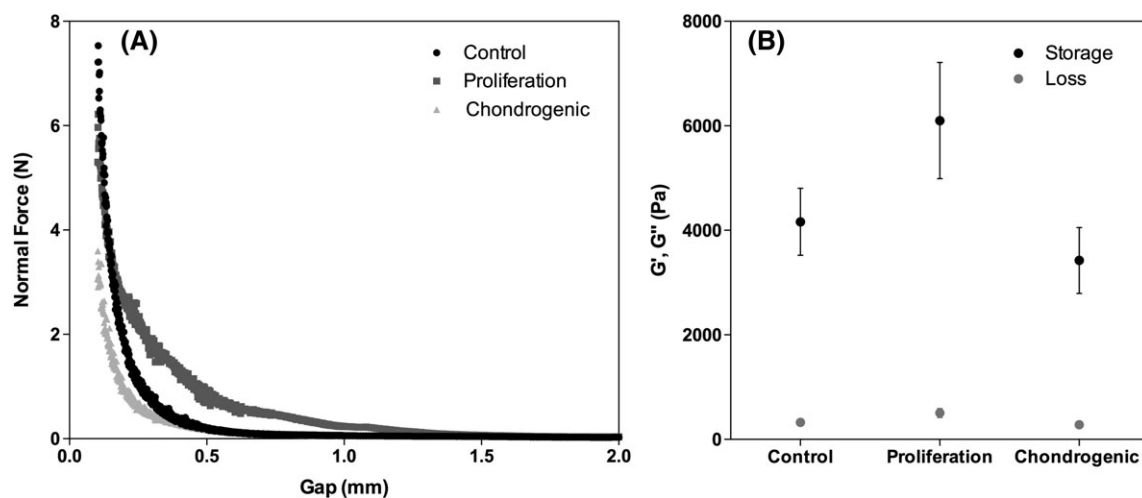 (A)
Control
Proliferation
Chondrogenic
Normal Force (N)
8
6
4
2
0
0.0 0.5 1.0 1.5 2.0
Gap (mm)
(B)
Storage
Loss
G', G'' (Pa)
8000
6000
4000
2000
0
Control Proliferation Chondrogenic